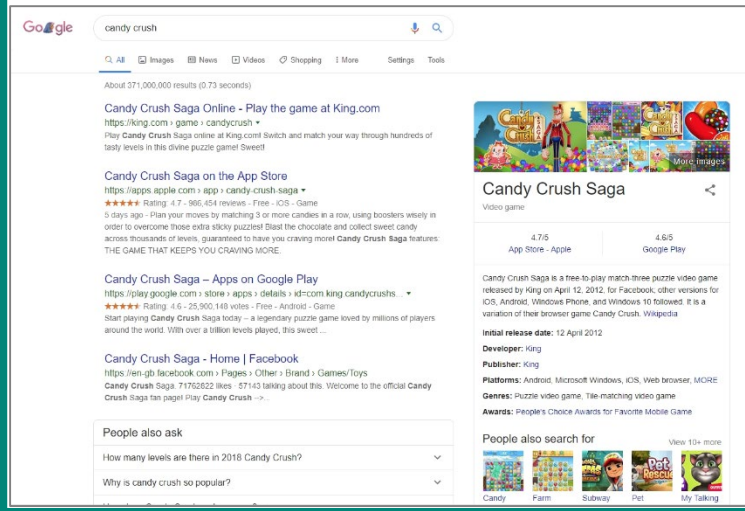 Google
candy crush
All Images News Videos Shopping More Settings Tools
About 371,000,000 results (0.73 seconds)
Candy Crush Saga Online - Play the game at King.com
https://king.com › game › candycrush
Play Candy Crush Saga online at King.com! Switch and match your way through hundreds of
tasty levels in this divine puzzle game! Sweet!
Candy Crush Saga on the App Store
https://apps.apple.com › app › candy-crush-saga
Rating: 4.7 - 986,454 reviews - Free - iOS - Game
5 days ago - Plan your moves by matching 3 or more candies in a row, using boosters wisely in
order to overcome those extra sticky puzzles! Blast the chocolate and collect sweet candy
across thousands of levels, guaranteed to have you craving more! Candy Crush Saga features:
THE GAME THAT KEEPS YOU CRAVING MORE.
Candy Crush Saga – Apps on Google Play
https://play.google.com › store › apps › details › id=com.king.candycrushs...
Rating: 4.6 - 25,900,148 votes - Free - Android - Game
Start playing Candy Crush Saga today – a legendary puzzle game loved by millions of players
around the world. With over a trillion levels played, this sweet ...
Candy Crush Saga - Home | Facebook
https://en-gb.facebook.com › Pages › Other › Brand › Games/Toys
Candy Crush Saga. 71762822 likes · 57143 talking about this. Welcome to the official Candy
Crush Saga fan page! Play Candy Crush -->...
People also ask
How many levels are there in 2018 Candy Crush?
Why is candy crush so popular?
Candy Crush
More images
Candy Crush Saga
Video game
4.7/5 4.6/5
App Store - Apple Google Play
Candy Crush Saga is a free-to-play match-three puzzle video game
released by King on April 12, 2012, for Facebook; other versions for
iOS, Android, Windows Phone, and Windows 10 followed. It is a
variation of their browser game Candy Crush. Wikipedia
Initial release date: 12 April 2012
Developer: King
Publisher: King
Platforms: Android, Microsoft Windows, iOS, Web browser, MORE
Genres: Puzzle video game, Tile-matching video game
Awards: People's Choice Awards for Favorite Mobile Game
People also search for View 10+ more
Candy Farm Subway Pet My Talking